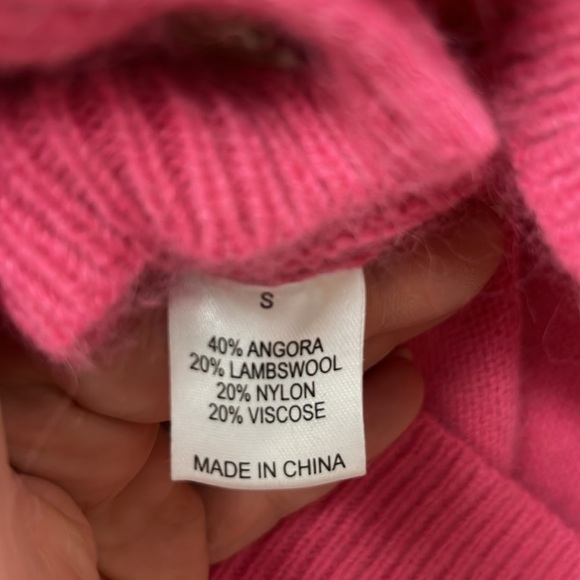 S
40% ANGORA
20% LAMBSWOOL
20% NYLON
20% VISCOSE
MADE IN CHINA